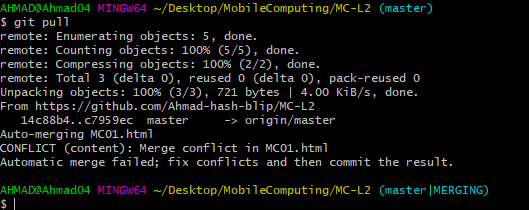 AHMAD@Ahmad04 MINGW64 ~/Desktop/MobileComputing/MC-L2 (master)
$ git pull
remote: Enumerating objects: 5, done.
remote: Counting objects: 100% (5/5), done.
remote: Compressing objects: 100% (2/2), done.
remote: Total 3 (delta 0), reused 0 (delta 0), pack-reused 0
Unpacking objects: 100% (3/3), 721 bytes | 4.00 KiB/s, done.
From https://github.com/Ahmad-hash-blip/MC-L2
   14c88b4..c7959ec  master     -> origin/master
Auto-merging MC01.html
CONFLICT (content): Merge conflict in MC01.html
Automatic merge failed; fix conflicts and then commit the result.
AHMAD@Ahmad04 MINGW64 ~/Desktop/MobileComputing/MC-L2 (master|MERGING)
$